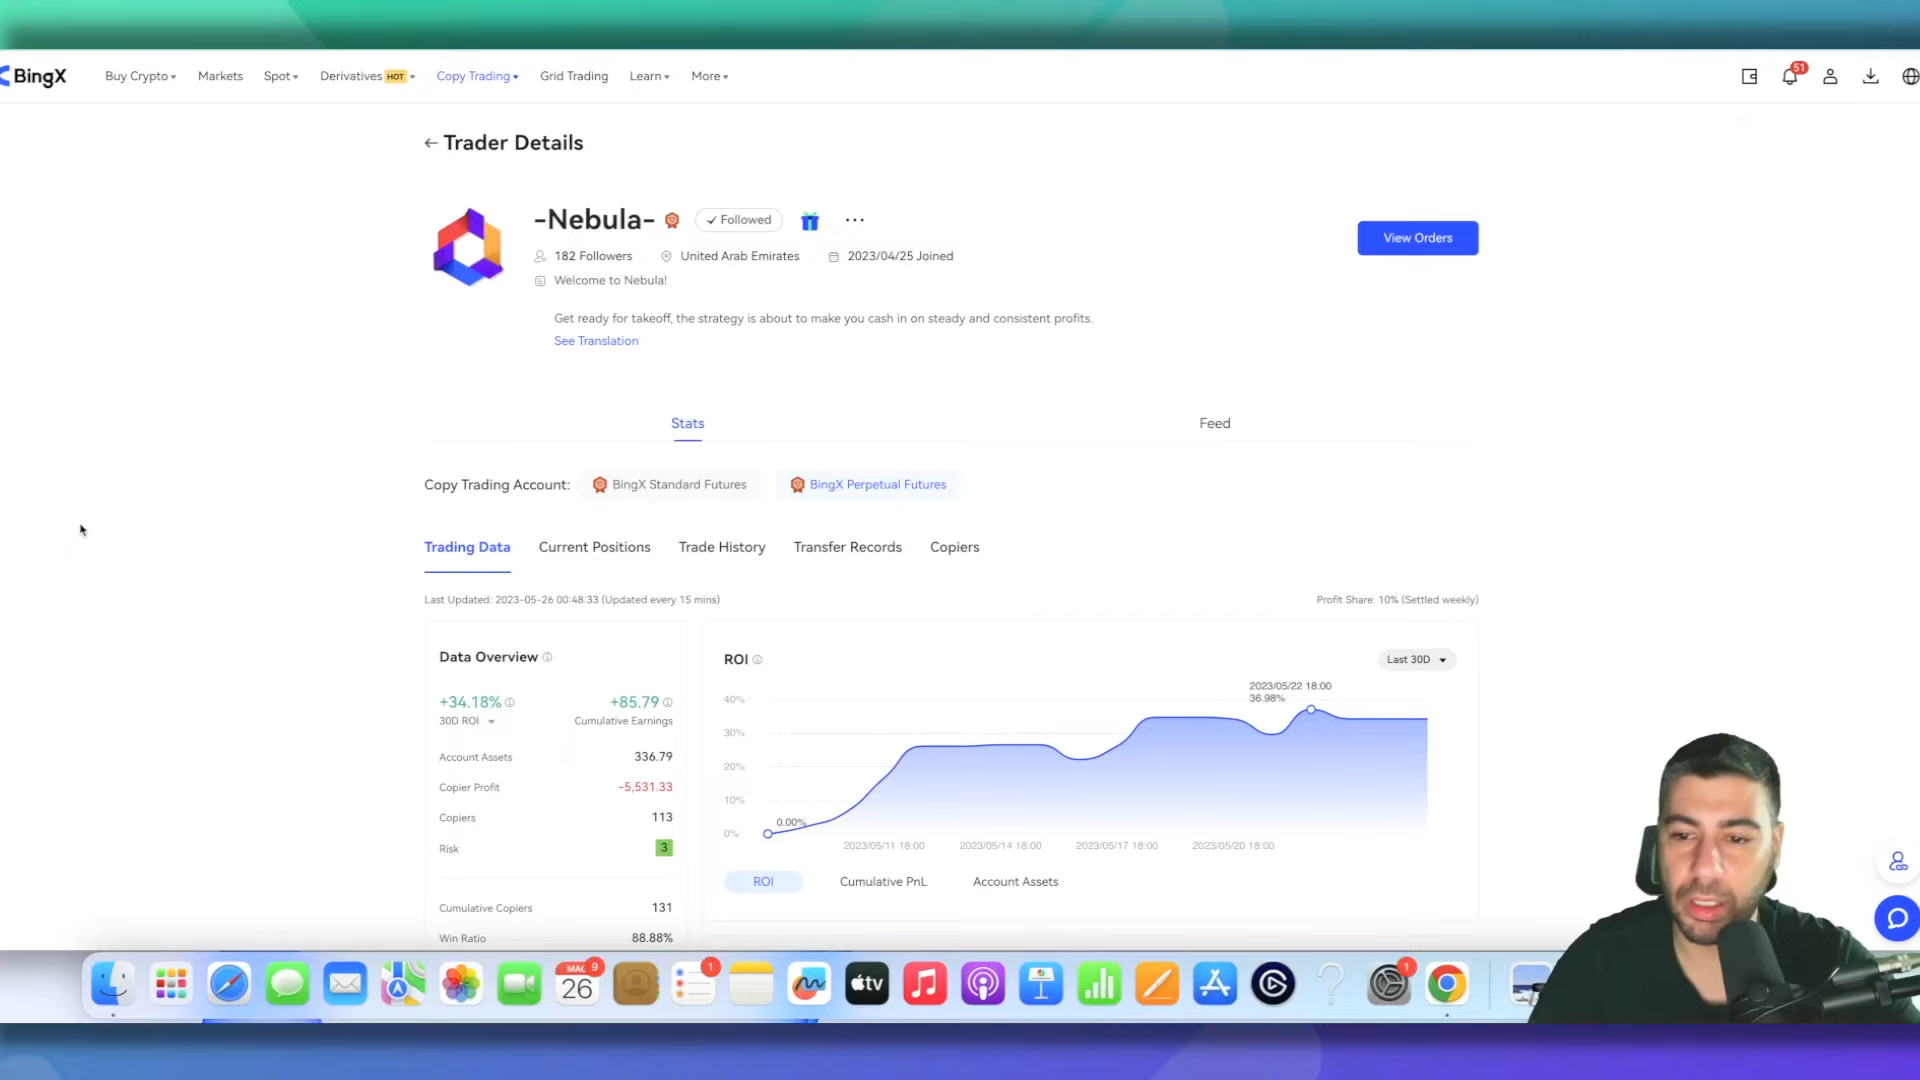 BingX
Buy Crypto
Markets
Spot
Derivatives HOT
Copy Trading
Grid Trading
Learn
More
51
Trader Details
-Nebula-
Followed
182 Followers
United Arab Emirates
2023/04/25 Joined
Welcome to Nebula!
View Orders
Get ready for takeoff, the strategy is about to make you cash in on steady and consistent profits.
See Translation
Stats
Feed
Copy Trading Account:
BingX Standard Futures
BingX Perpetual Futures
Trading Data
Current Positions
Trade History
Transfer Records
Copiers
Last Updated: 2023-05-26 00:48:33 (Updated every 15 mins)
Profit Share: 10% (Settled weekly)
Data Overview
+34.18%
+85.79
30D ROI
Cumulative Earnings
Account Assets 336.79
Copier Profit -5,531.33
Copiers 113
Risk 3
Cumulative Copiers 131
Win Ratio 88.88%
ROI
Last 30D
2023/05/22 18:00
36.98%
40%
30%
20%
10%
0%
0.00%
2023/05/11 18:00
2023/05/14 18:00
2023/05/17 18:00
2023/05/20 18:00
ROI
Cumulative PnL
Account Assets
MAG 9
26
1
tv
1